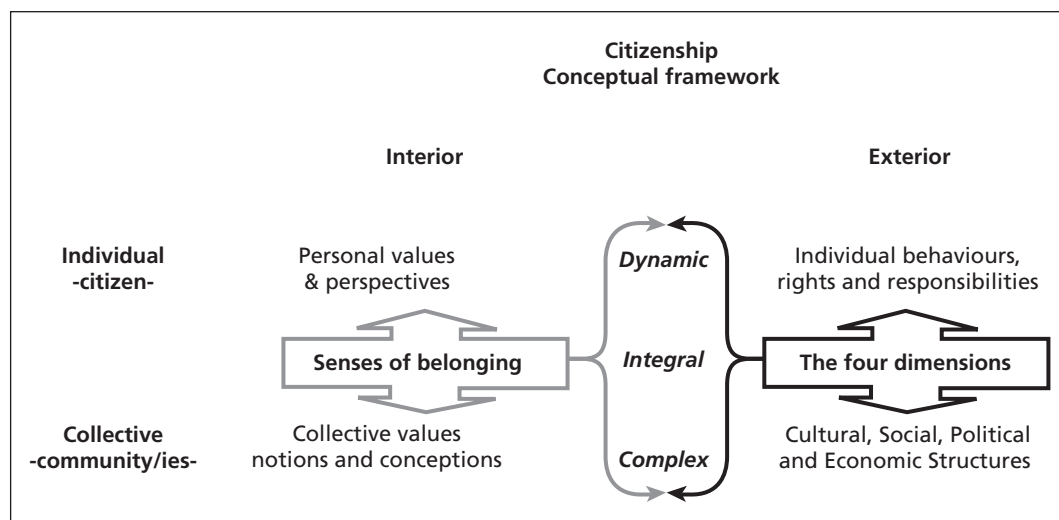 Citizenship
Conceptual framework
Interior
Exterior
Individual
-citizen-
Personal values
& perspectives
Dynamic
Individual behaviours,
rights and responsibilities
Senses of belonging
Integral
The four dimensions
Collective
-community/ies-
Collective values
notions and conceptions
Complex
Cultural, Social, Political
and Economic Structures